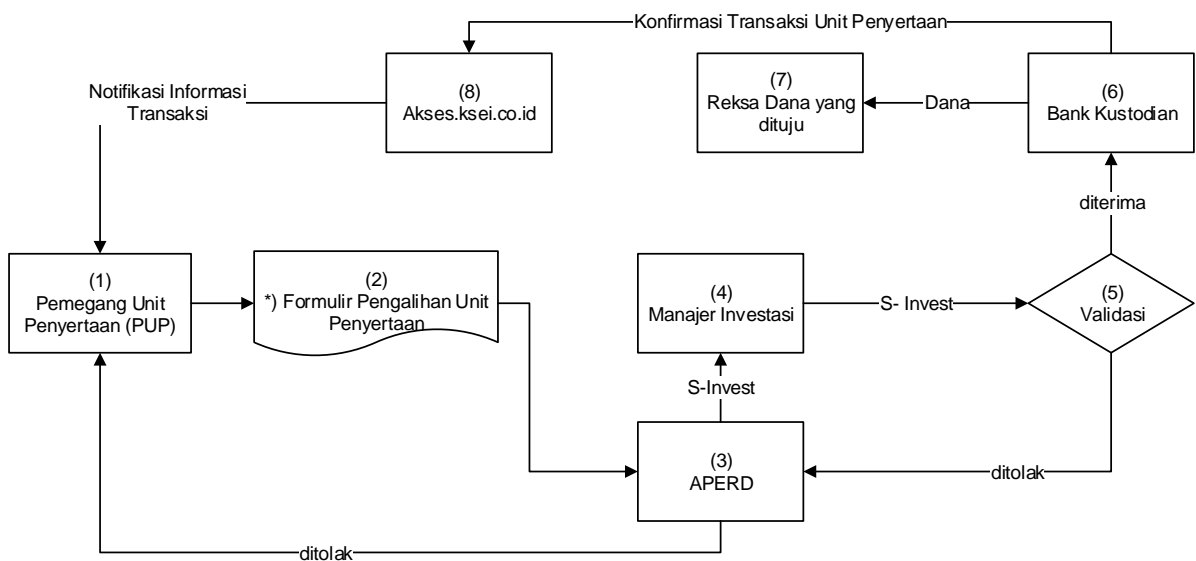 Konfirmasi Transaksi Unit Penyertaan
Notifikasi Informasi
Transaksi
(8)
Akses.ksei.co.id
(7)
Reksa Dana yang
dituju
Dana
(6)
Bank Kustodian
diterima
(1)
Pemegang Unit
Penyertaan (PUP)
(2)
*) Formulir Pengalihan Unit
Penyertaan
(4)
Manajer Investasi
S- Invest
(5)
Validasi
S-Invest
(3)
APERD
ditolak
ditolak